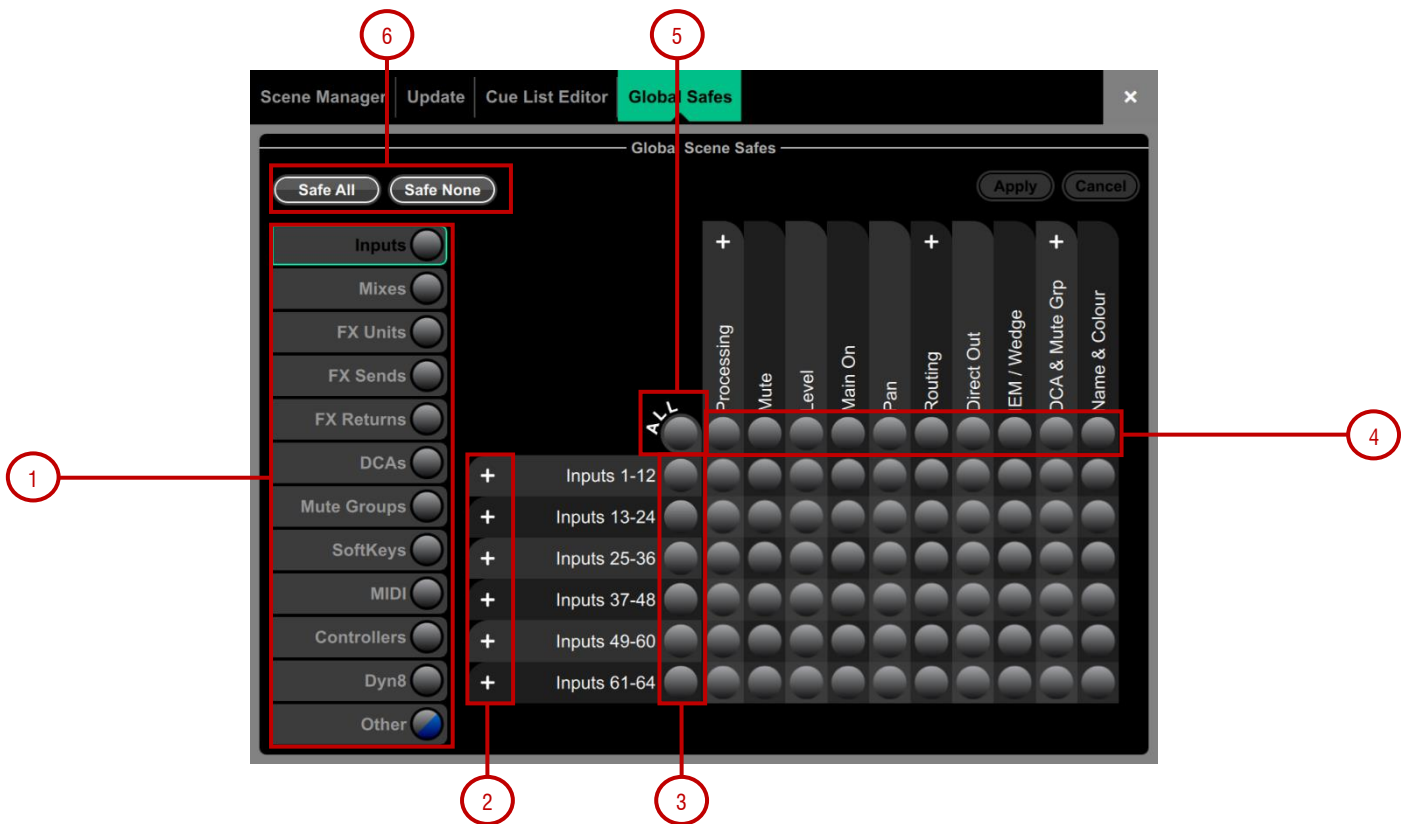 6
5
Scene Manager
Update
Cue List Editor
Global Safes
×
Global Scene Safes
Safe All
Safe None
Apply
Cancel
Inputs
Mixes
FX Units
FX Sends
FX Returns
DCAs
Mute Groups
SoftKeys
MIDI
Controllers
Dyn8
Other
+
+
+
Processing
Mute
Level
Main On
Pan
Routing
Direct Out
IEM / Wedge
DCA & Mute Grp
Name & Colour
ALL
4
1
+ Inputs 1-12
+ Inputs 13-24
+ Inputs 25-36
+ Inputs 37-48
+ Inputs 49-60
+ Inputs 61-64
2
3